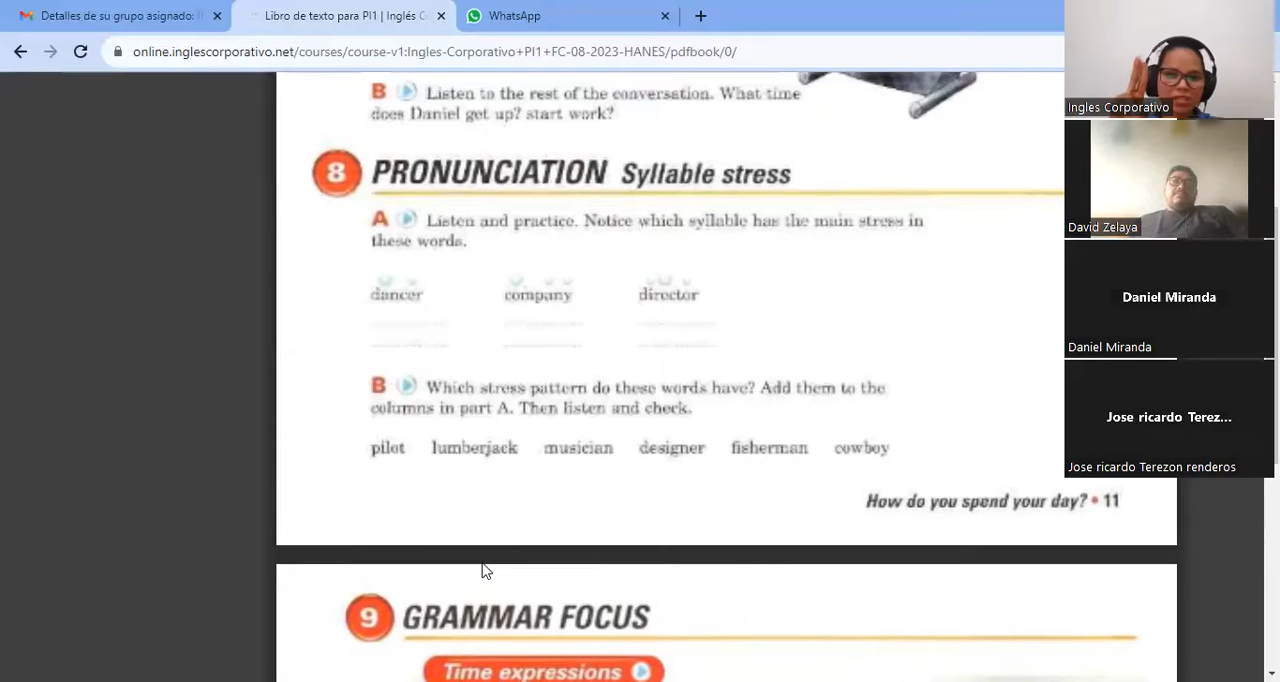 Detalles de su grupo asignado:
Libro de texto para PI1 | Inglés C
WhatsApp
online.inglescorporativo.net/courses/course-v1:Ingles-Corporativo+PI1+FC-08-2023-HANES/pdfbook/0/
B Listen to the rest of the conversation. What time
does Daniel get up? start work?
8 PRONUNCIATION Syllable stress
A Listen and practice. Notice which syllable has the main stress in
these words.
dancer company director
B Which stress pattern do these words have? Add them to the
columns in part A. Then listen and check.
pilot lumberjack musician designer fisherman cowboy
How do you spend your day? • 11
9 GRAMMAR FOCUS
Time expressions
Ingles Corporativo
David Zelaya
Daniel Miranda
Daniel Miranda
Jose ricardo Terez...
Jose ricardo Terezon renderos